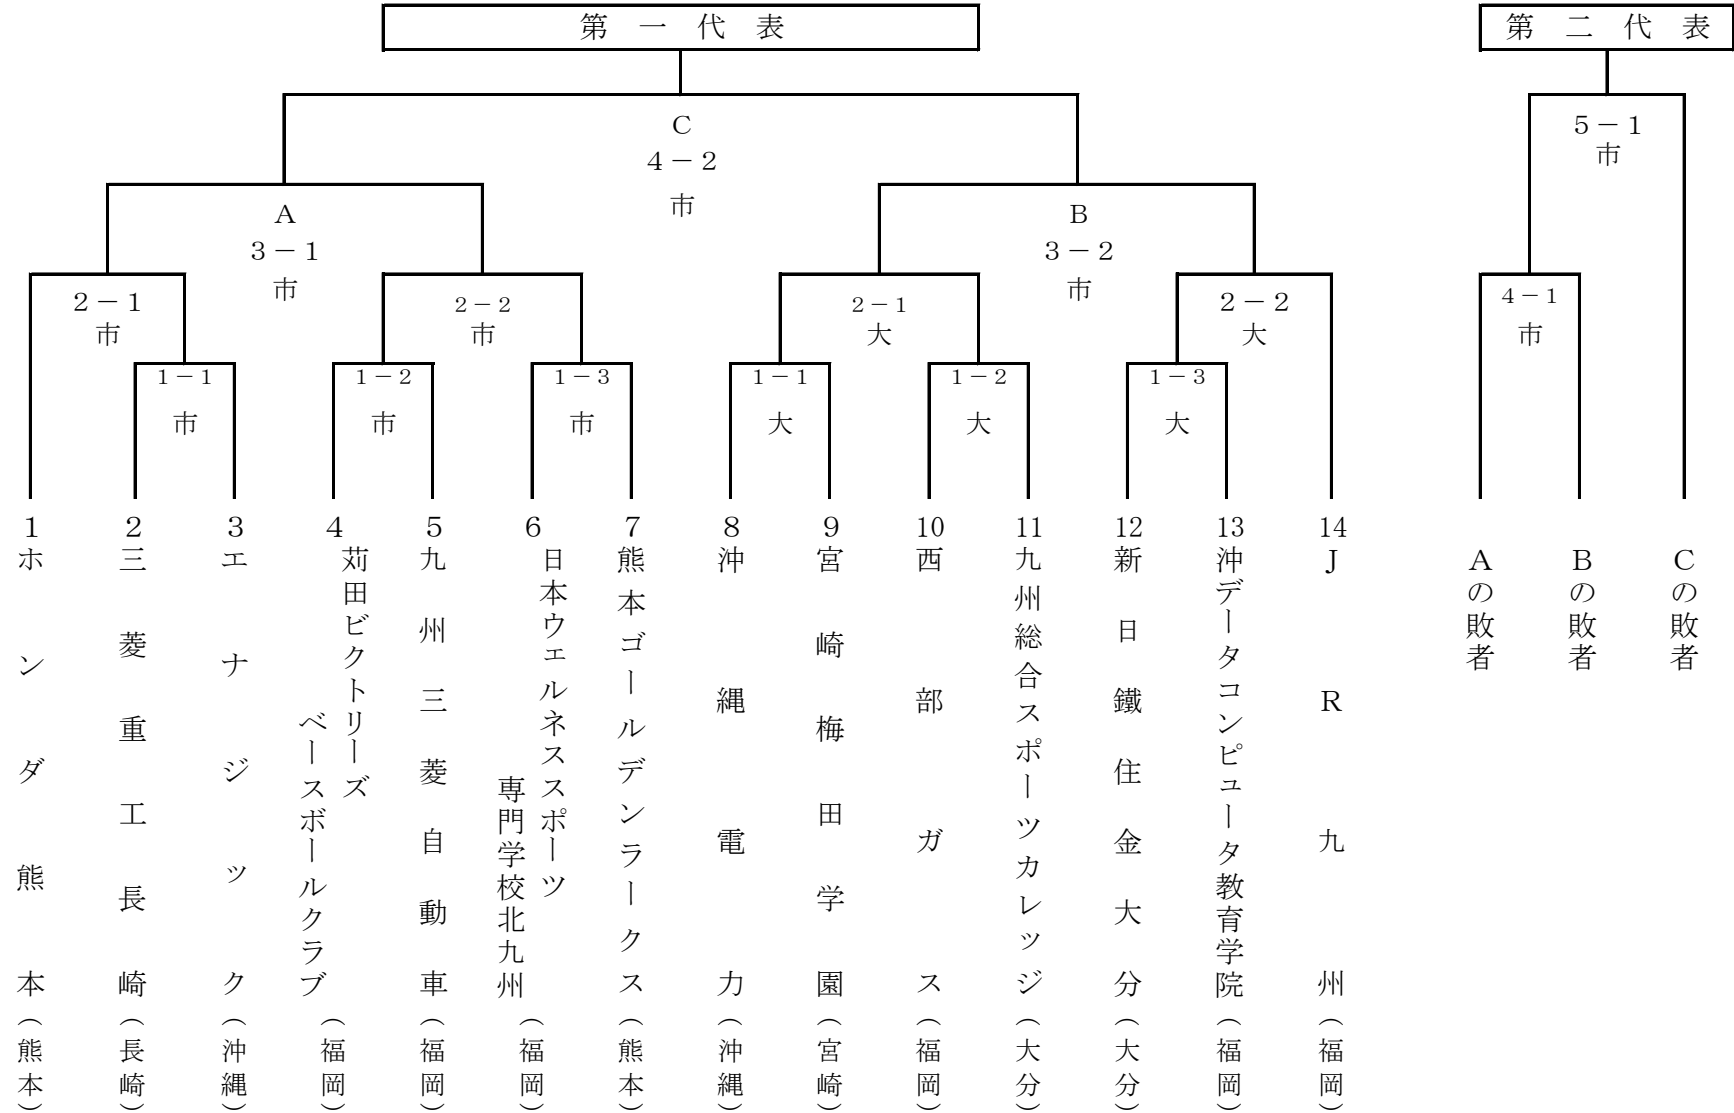 第一代表
第二代表
C
４－２
市
５－１
市
A
３－１
市
B
３－２
市
２－１
市
２－２
市
２－１
大
２－２
大
４－１
市
１－１
市
１－２
市
１－３
市
１－１
大
１－２
大
１－３
大
1
ホンダ熊本（熊本）
2
三菱重工長崎（長崎）
3
エナジック（沖縄）
4
苅田ビクトリーズ
ベースボールクラブ
（福岡）
5
九州三菱自動車（福岡）
6
日本ウェルネススポーツ
専門学校北九州
（福岡）
7
熊本ゴールデンラークス（熊本）
8
沖縄電力（沖縄）
9
宮崎梅田学園（宮崎）
10
西部ガス（福岡）
11
九州総合スポーツカレッジ（大分）
12
新日鐵住金大分（大分）
13
沖データコンピュータ教育学院（福岡）
14
JR九州（福岡）
Aの敗者
Bの敗者
Cの敗者